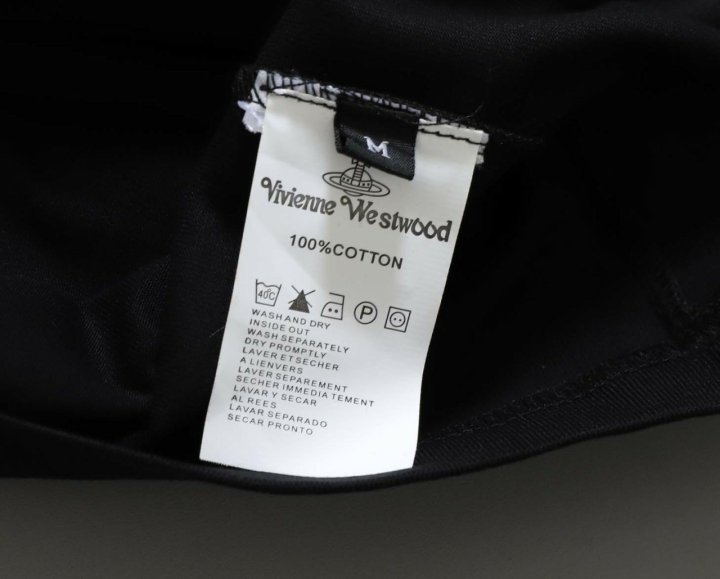 M
Vivienne Westwood
100%COTTON
40C P
WASH AND DRY
INSIDE OUT
WASH SEPARATELY
DRY PROMPTLY
LAVER ET SECHER
A LIENVERS
LAVER SEPAREMENT
SECHER IMMEDIA TEMENT
LAVAR Y SECAR
AL REES
LAVAR SEPARADO
SECAR PRONTO